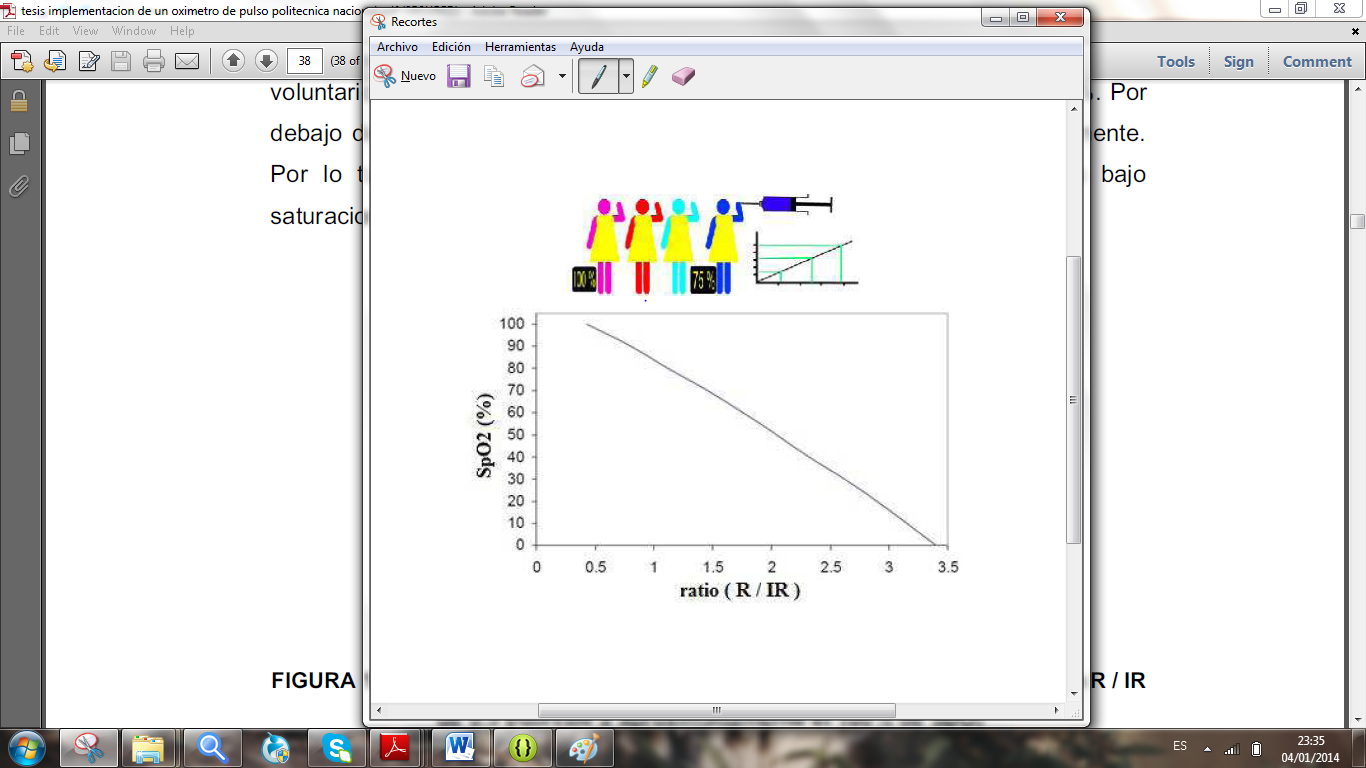 tesis implementacion de un oximetro de pulso politecnica nacion
File Edit View Window Help
38 (38 of
Tools Sign Comment
voluntari
. Por
debajo d
ente.
Por lo t
bajo
saturacio
FIGURA
R / IR
Recortes
Archivo Edición Herramientas Ayuda
Nuevo
100 % 75 %
100
90
80
70
60
50
40
30
20
10
0
SpO2 (%)
0 0.5 1 1.5 2 2.5 3 3.5
ratio ( R / IR )
ES
23:35
04/01/2014